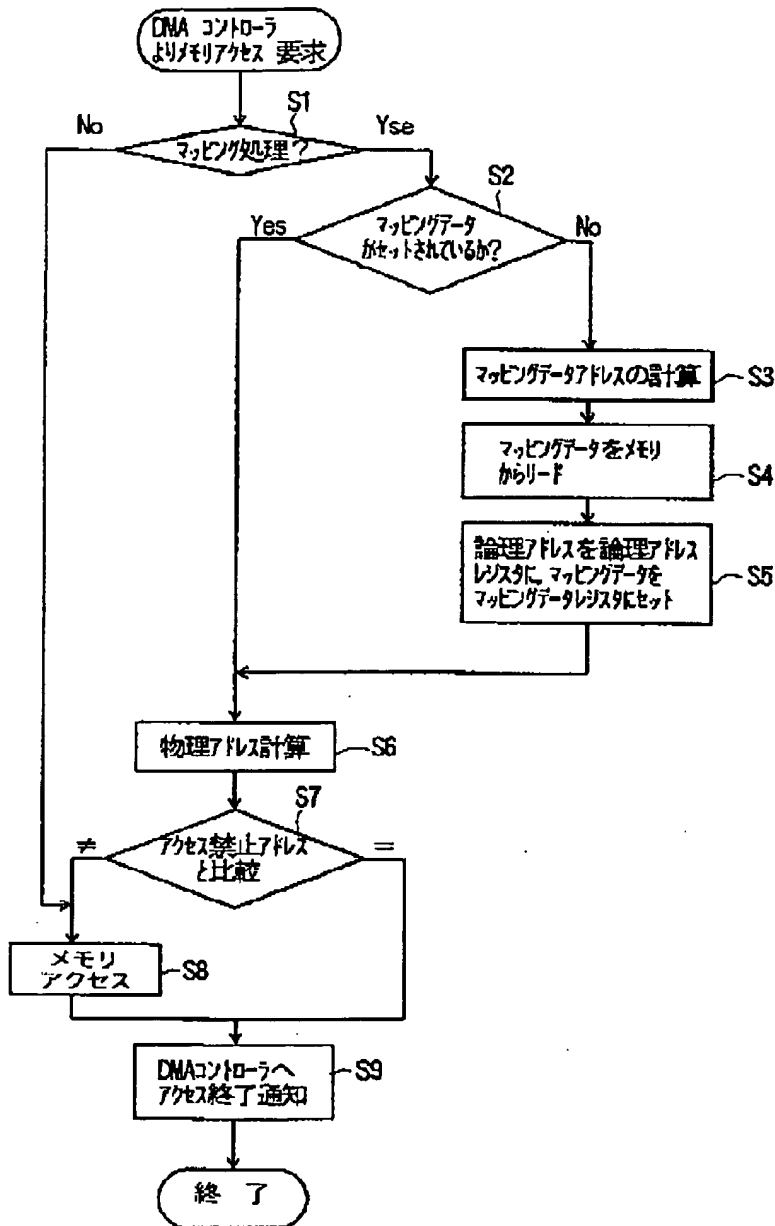 DMA コントローラ
よりメモリアクセス 要求
S1
No
Yse
マッピング処理?
S2
Yes
マッピングデータ
がセットされているか?
No
マッピングデータアドレスの計算
S3
マッピングデータをメモリ
からリード
S4
論理アドレスを論理アドレス
レジスタに,マッピングデータを
マッピングデータレジスタにセット
S5
物理アドレス計算
S6
S7
≠
アクセス禁止アドレス
と比較
=
メモリ
アクセス
S8
DMAコントローラへ
アクセス終了通知
S9
終 了